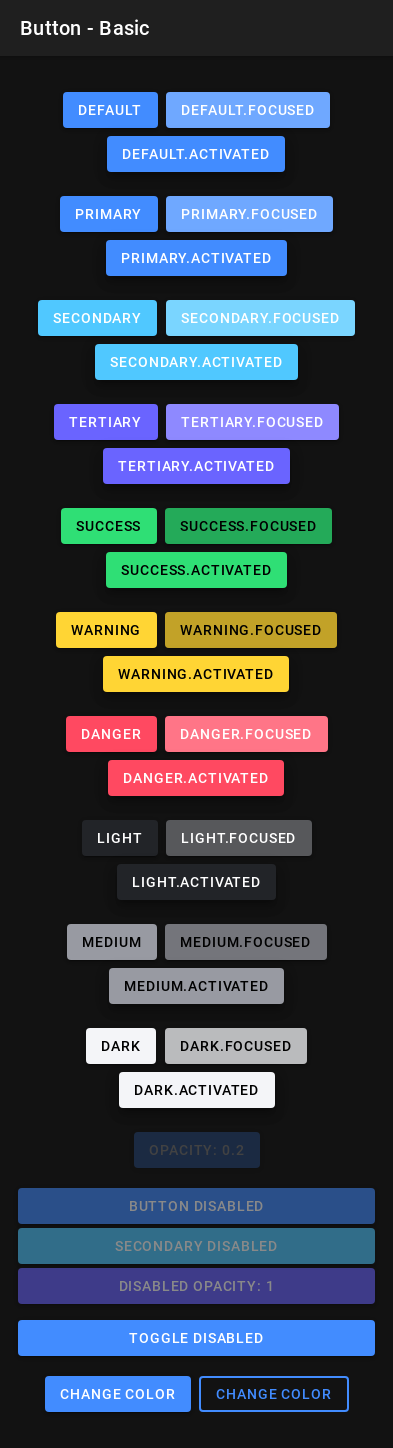 Button - Basic
DEFAULT DEFAULT.FOCUSED
DEFAULT.ACTIVATED
PRIMARY PRIMARY.FOCUSED
PRIMARY.ACTIVATED
SECONDARY SECONDARY.FOCUSED
SECONDARY.ACTIVATED
TERTIARY TERTIARY.FOCUSED
TERTIARY.ACTIVATED
SUCCESS SUCCESS.FOCUSED
SUCCESS.ACTIVATED
WARNING WARNING.FOCUSED
WARNING.ACTIVATED
DANGER DANGER.FOCUSED
DANGER.ACTIVATED
LIGHT LIGHT.FOCUSED
LIGHT.ACTIVATED
MEDIUM MEDIUM.FOCUSED
MEDIUM.ACTIVATED
DARK DARK.FOCUSED
DARK.ACTIVATED
OPACITY: 0.2
BUTTON DISABLED
SECONDARY DISABLED
DISABLED OPACITY: 1
TOGGLE DISABLED
CHANGE COLOR CHANGE COLOR